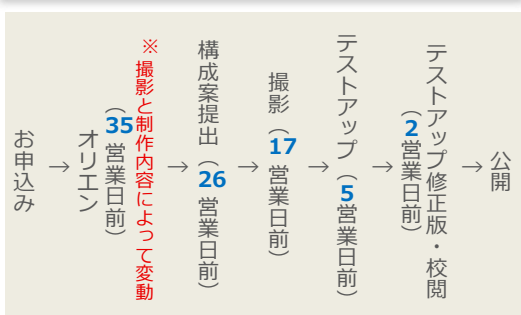 お申込み
→
オリエン
（35営業日前）
※撮影と制作内容によって変動
→
構成案提出（26営業日前）
→
撮影（17営業日前）
→
テストアップ（5営業日前）
→
テストアップ修正版・校閲
（2営業日前）
→
公開